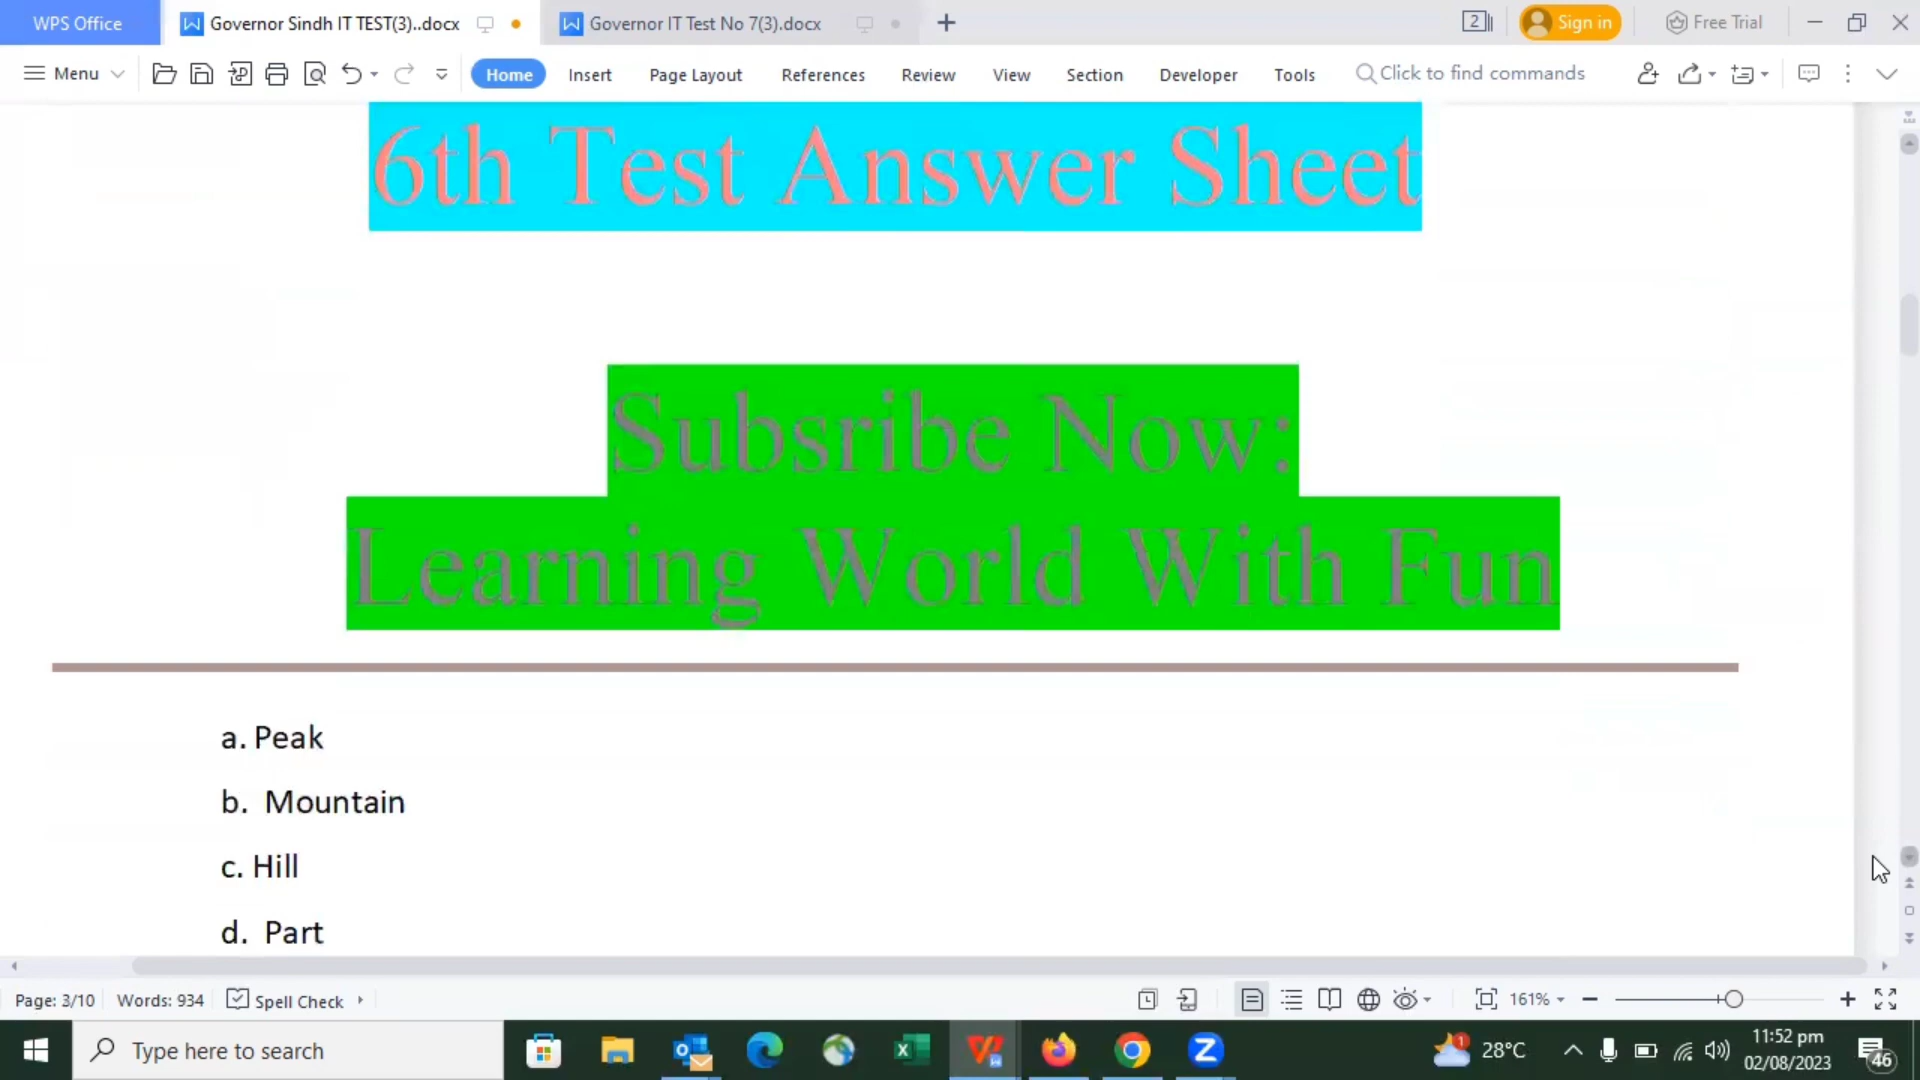 WPS Office
Governor Sindh IT TEST(3)..docx
Governor IT Test No 7(3).docx
2
Sign in
Free Trial
Menu
Home
Insert
Page Layout
References
Review
View
Section
Developer
Tools
Click to find commands
6th Test Answer Sheet
Subsribe Now:
Learning World With Fun
a. Peak
b. Mountain
c. Hill
d. Part
Page: 3/10
Words: 934
Spell Check
161%
Type here to search
1
28°C
11:52 pm
02/08/2023
46